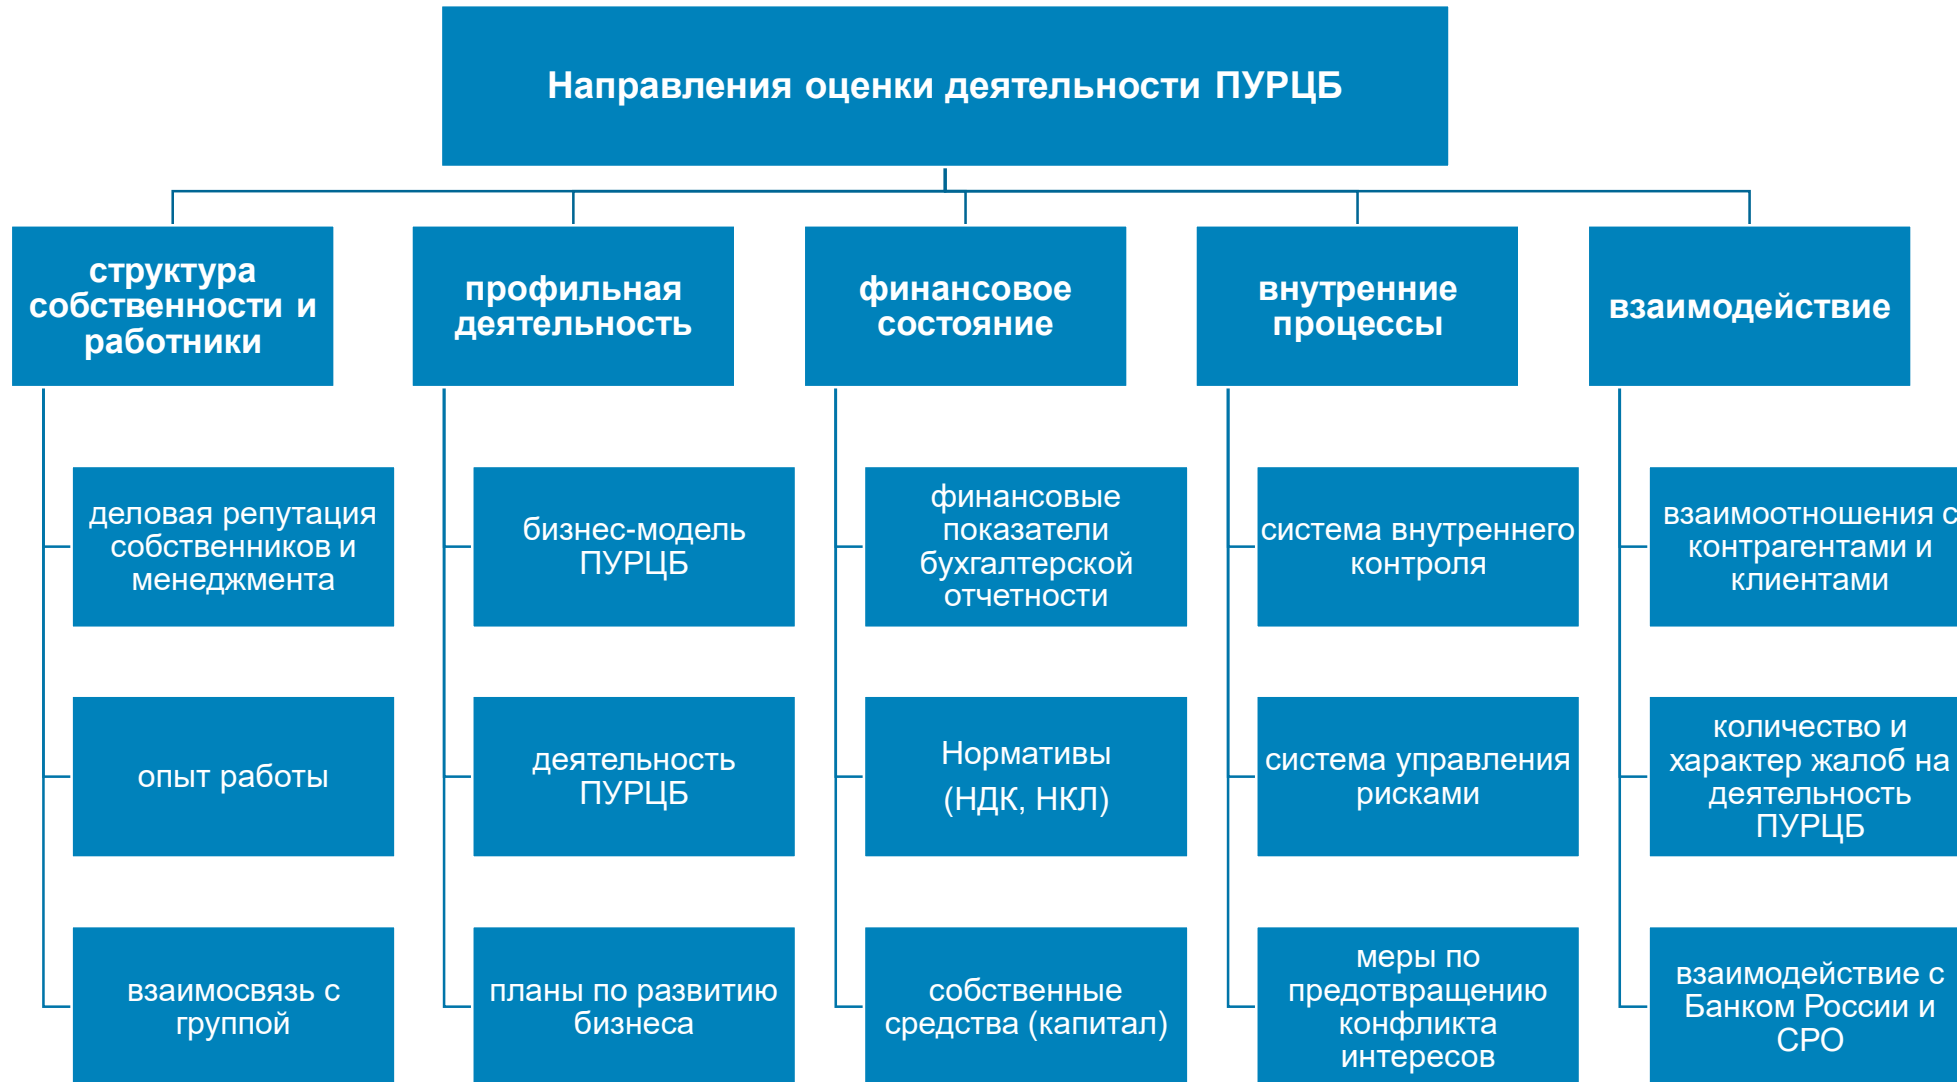 Направления оценки деятельности ПУРЦБ
структура
собственности и
работники
профильная
деятельность
финансовое
состояние
внутренние
процессы
взаимодействие
деловая репутация
собственников и
менеджмента
бизнес-модель
ПУРЦБ
финансовые
показатели
бухгалтерской
отчетности
система внутреннего
контроля
взаимоотношения с
контрагентами и
клиентами
опыт работы
деятельность
ПУРЦБ
Нормативы
(НДК, НКЛ)
система управления
рисками
количество и
характер жалоб на
деятельность
ПУРЦБ
взаимосвязь с
группой
планы по развитию
бизнеса
собственные
средства (капитал)
меры по
предотвращению
конфликта
интересов
взаимодействие с
Банком России и
СРО